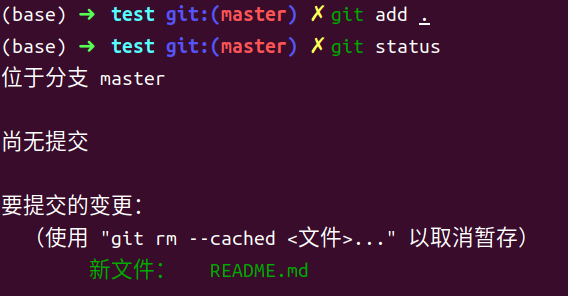 (base) ➜ test git:(master) ✗ git add .
(base) ➜ test git:(master) ✗ git status
位于分支 master
尚无提交
要提交的变更：
（使用 "git rm --cached <文件>..." 以取消暂存）
新文件： README.md